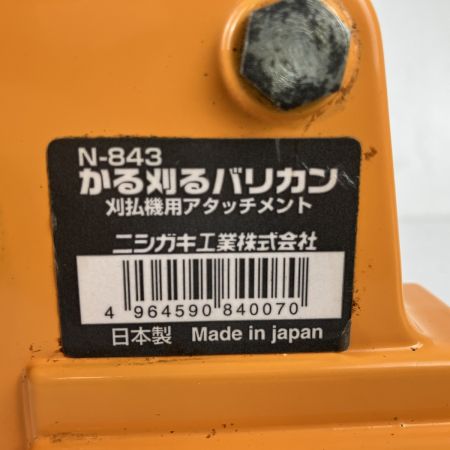 N-843
かる刈るバリカン
刈払機用アタッチメント
ニシガキ工業株式会社
4 964590 840070
日本製 Made in japan